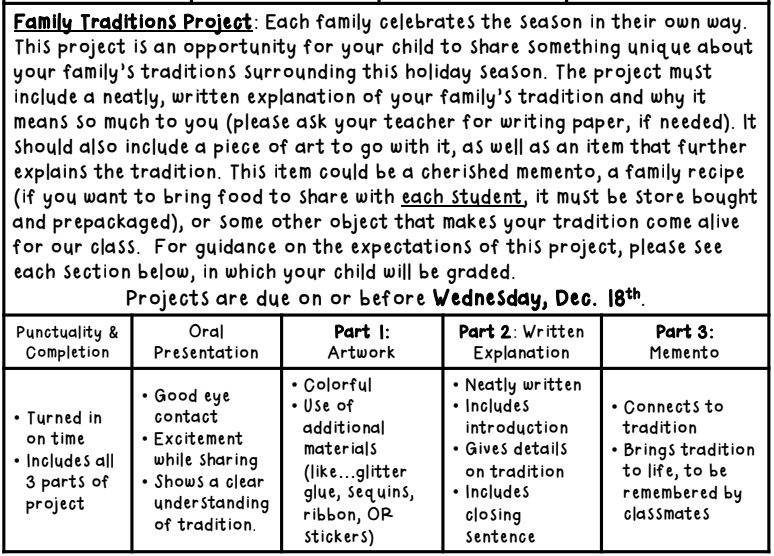 Family Traditions Project: Each family celebrates the season in their own way.
This project is an opportunity for your child to share something unique about
your family's traditions surrounding this holiday season. The project must
include a neatly, written explanation of your family's tradition and why it
means so much to you (please ask your teacher for writing paper, if needed). It
should also include a piece of art to go with it, as well as an item that further
explains the tradition. This item could be a cherished memento, a family recipe
(if you want to bring food to share with each student, it must be store bought
and prepackaged), or some other object that makes your tradition come alive
for our class. For guidance on the expectations of this project, please see
each section below, in which your child will be graded.
Projects are due on or before Wednesday, Dec. 18th.
Punctuality &
Completion
Oral
Presentation
Part 1:
Artwork
Part 2: Written
Explanation
Part 3:
Memento
• Turned in
on time
• Includes all
3 parts of
project
• Good eye
contact
• Excitement
while sharing
• Shows a clear
understanding
of tradition.
• Colorful
• Use of
additional
materials
(like...glitter
glue, sequins,
ribbon, OR
stickers)
• Neatly written
• Includes
introduction
• Gives details
on tradition
• Includes
closing
sentence
• Connects to
tradition
• Brings tradition
to life, to be
remembered by
classmates